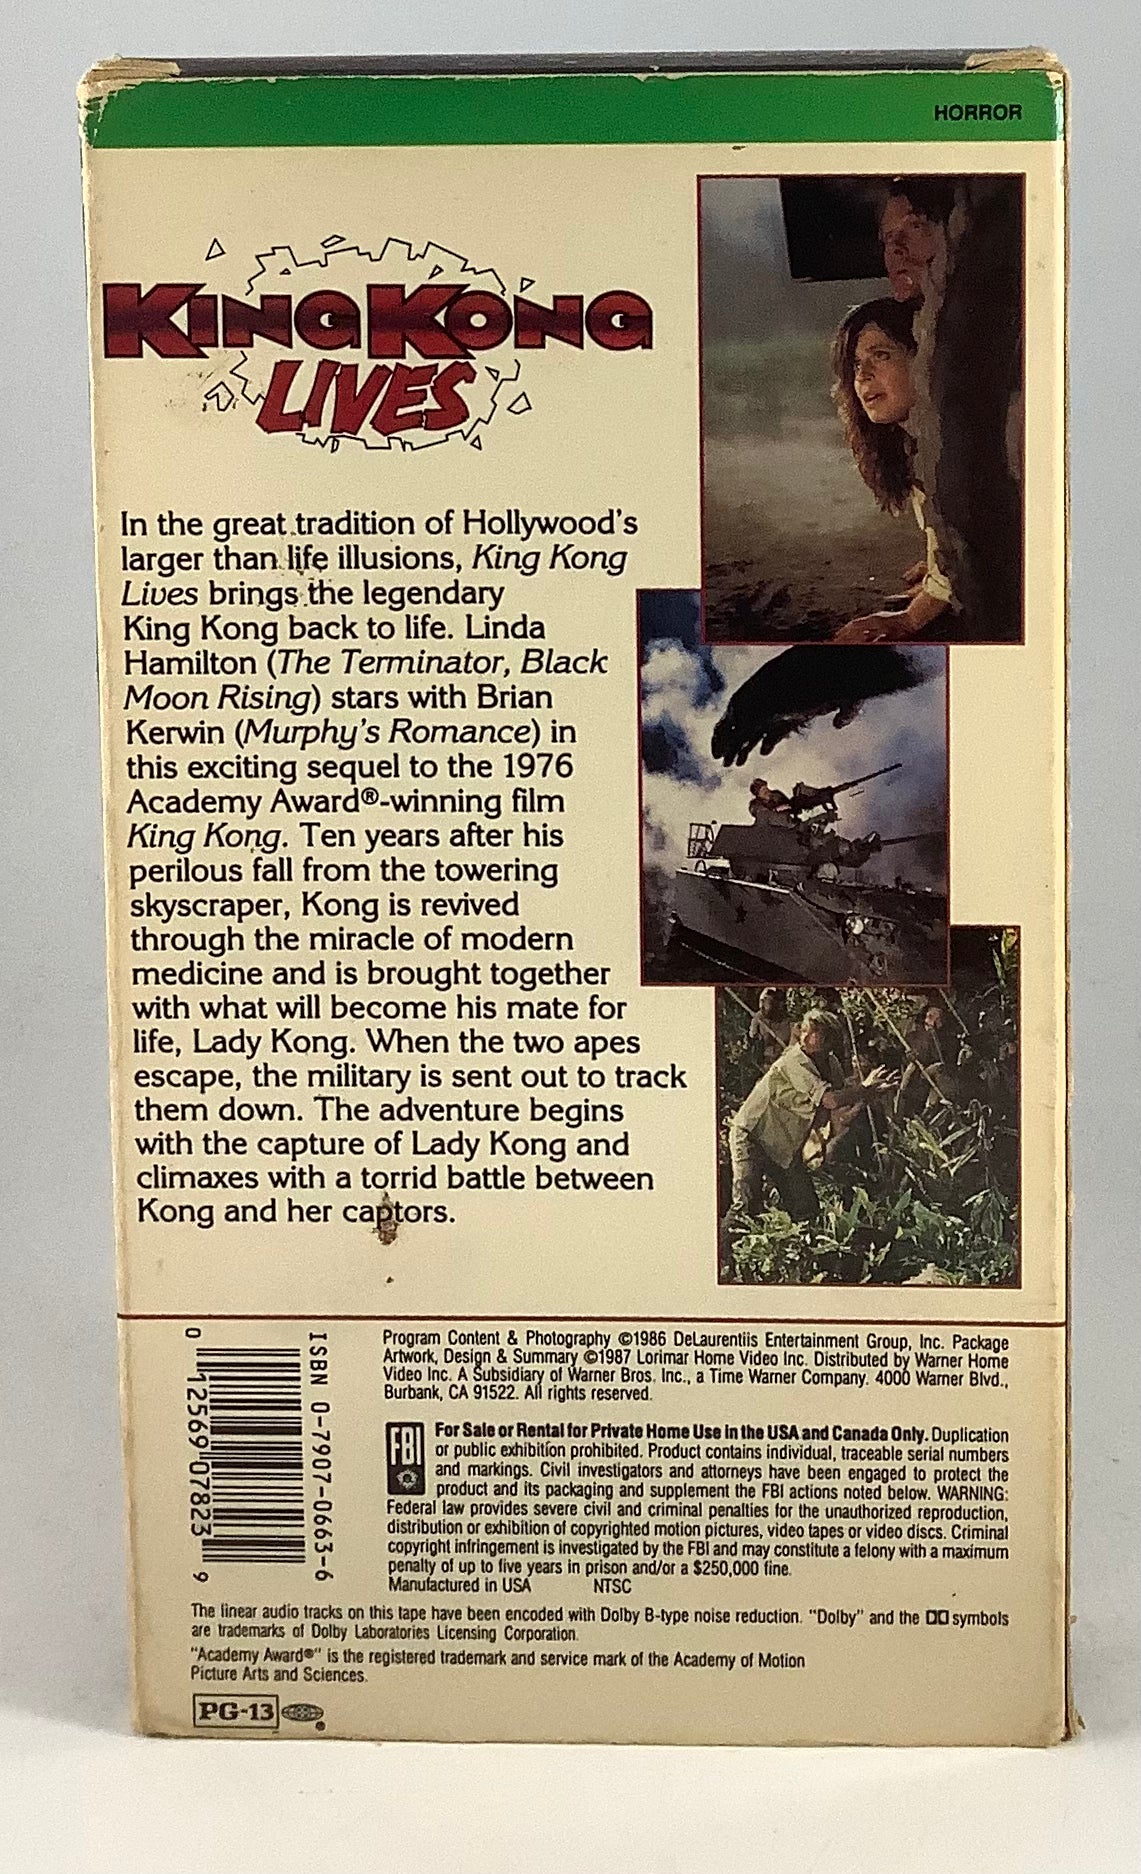 HORROR
KING KONG
LIVES
In the great tradition of Hollywood's
larger than life illusions, King Kong
Lives brings the legendary
King Kong back to life. Linda
Hamilton (The Terminator, Black
Moon Rising) stars with Brian
Kerwin (Murphy's Romance) in
this exciting sequel to the 1976
Academy Award®-winning film
King Kong. Ten years after his
perilous fall from the towering
skyscraper, Kong is revived
through the miracle of modern
medicine and is brought together
with what will become his mate for
life, Lady Kong. When the two apes
escape, the military is sent out to track
them down. The adventure begins
with the capture of Lady Kong and
climaxes with a torrid battle between
Kong and her captors.
0 12569 07823 9
ISBN 0-7907-0663-6
Program Content & Photography ©1986 DeLaurentiis Entertainment Group, Inc. Package
Artwork, Design & Summary ©1987 Lorimar Home Video Inc. Distributed by Warner Home
Video Inc. A Subsidiary of Warner Bros. Inc., a Time Warner Company. 4000 Warner Blvd.,
Burbank, CA 91522. All rights reserved.
FBI
For Sale or Rental for Private Home Use in the USA and Canada Only. Duplication
or public exhibition prohibited. Product contains individual, traceable serial numbers
and markings. Civil investigators and attorneys have been engaged to protect the
product and its packaging and supplement the FBI actions noted below. WARNING:
Federal law provides severe civil and criminal penalties for the unauthorized reproduction,
distribution or exhibition of copyrighted motion pictures, video tapes or video discs. Criminal
copyright infringement is investigated by the FBI and may constitute a felony with a maximum
penalty of up to five years in prison and/or a $250,000 fine.
Manufactured in USA NTSC
The linear audio tracks on this tape have been encoded with Dolby B-type noise reduction. "Dolby" and the symbols
are trademarks of Dolby Laboratories Licensing Corporation.
"Academy Award®" is the registered trademark and service mark of the Academy of Motion
Picture Arts and Sciences.
PG-13 ®